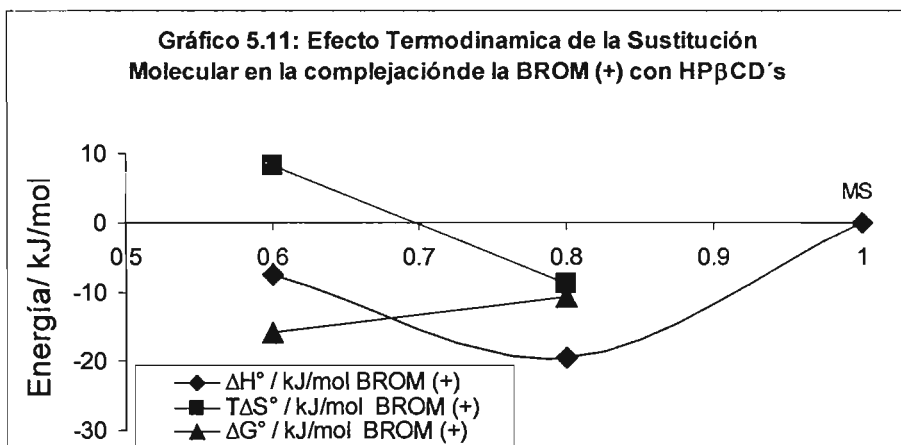 Gráfico 5.11: Efecto Termodinamica de la Sustitución
Molecular en la complejaciónde la BROM (+) con HPβCD´s
Energía/ kJ/mol
10
0
-10
-20
-30
0.5
0.6
0.7
0.8
0.9
1
MS
ΔH° / kJ/mol BROM (+)
TΔS° / kJ/mol BROM (+)
ΔG° / kJ/mol BROM (+)